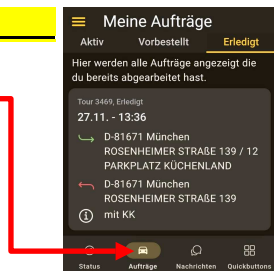 Meine Aufträge
Aktiv Vorbestellt Erledigt
Hier werden alle Aufträge angezeigt die
du bereits abgearbeitet hast.
Tour 3469, Erledigt
27.11. - 13:36
D-81671 München
ROSENHEIMER STRAßE 139 / 12
PARKPLATZ KÜCHENLAND
D-81671 München
ROSENHEIMER STRAßE 139
mit KK
Status Aufträge Nachrichten Quickbuttons